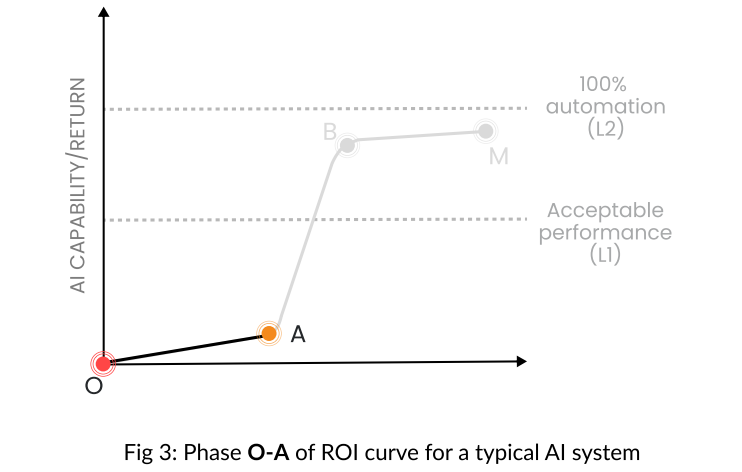 AI CAPABILITY/RETURN
100%
automation
(L2)
B
M
Acceptable
performance
(L1)
A
O
Fig 3: Phase O-A of ROI curve for a typical AI system